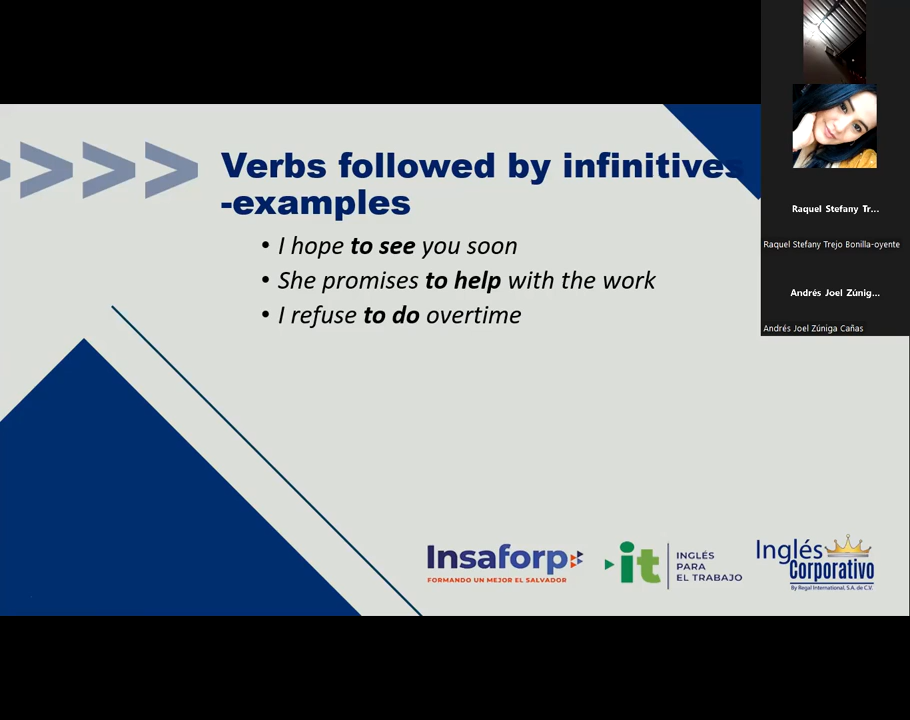 >>>>
Verbs followed by infinitives
-examples
• I hope to see you soon
• She promises to help with the work
• I refuse to do overtime
Raquel Stefany Tr...
Raquel Stefany Trejo Bonilla-oyente
Andrés Joel Zúnig...
Andrés Joel Zúniga Cañas
Insaforp
FORMANDO UN MEJOR EL SALVADOR
it
INGLÉS
PARA
EL TRABAJO
Inglés
Corporativo
By Regal International, S.A. de C.V.